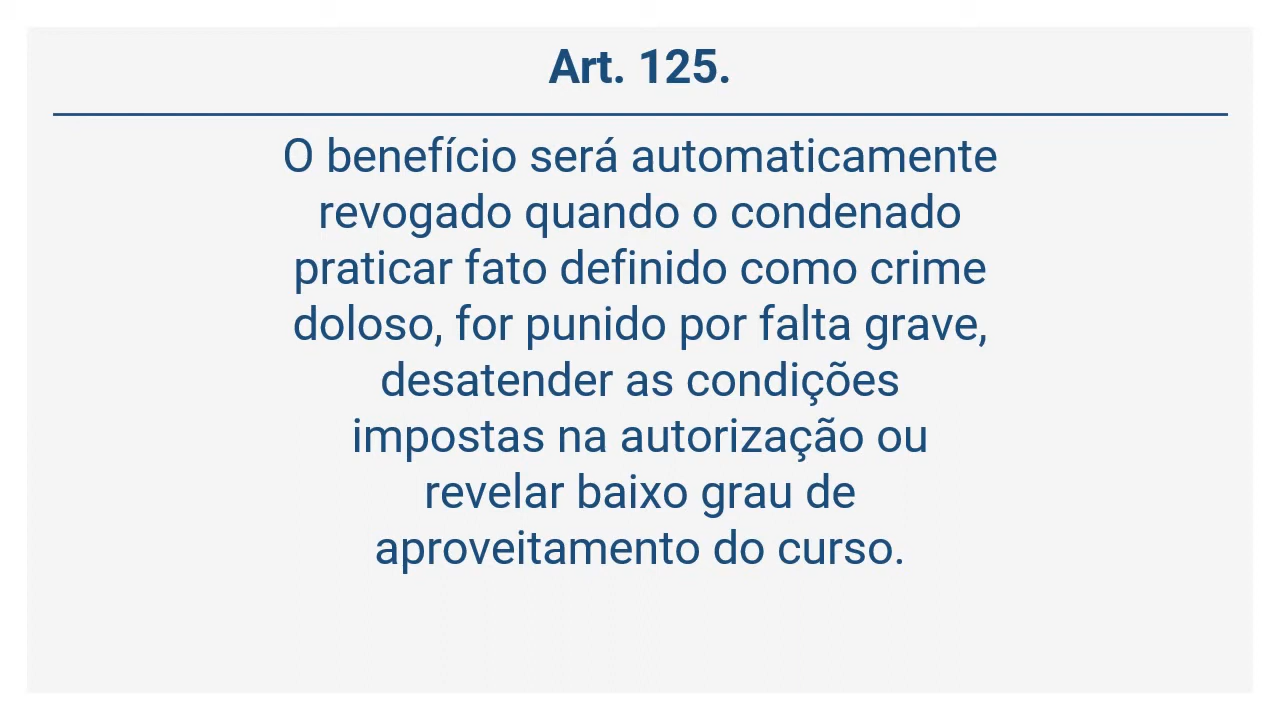 Art. 125.
O benefício será automaticamente
revogado quando o condenado
praticar fato definido como crime
doloso, for punido por falta grave,
desatender as condições
impostas na autorização ou
revelar baixo grau de
aproveitamento do curso.